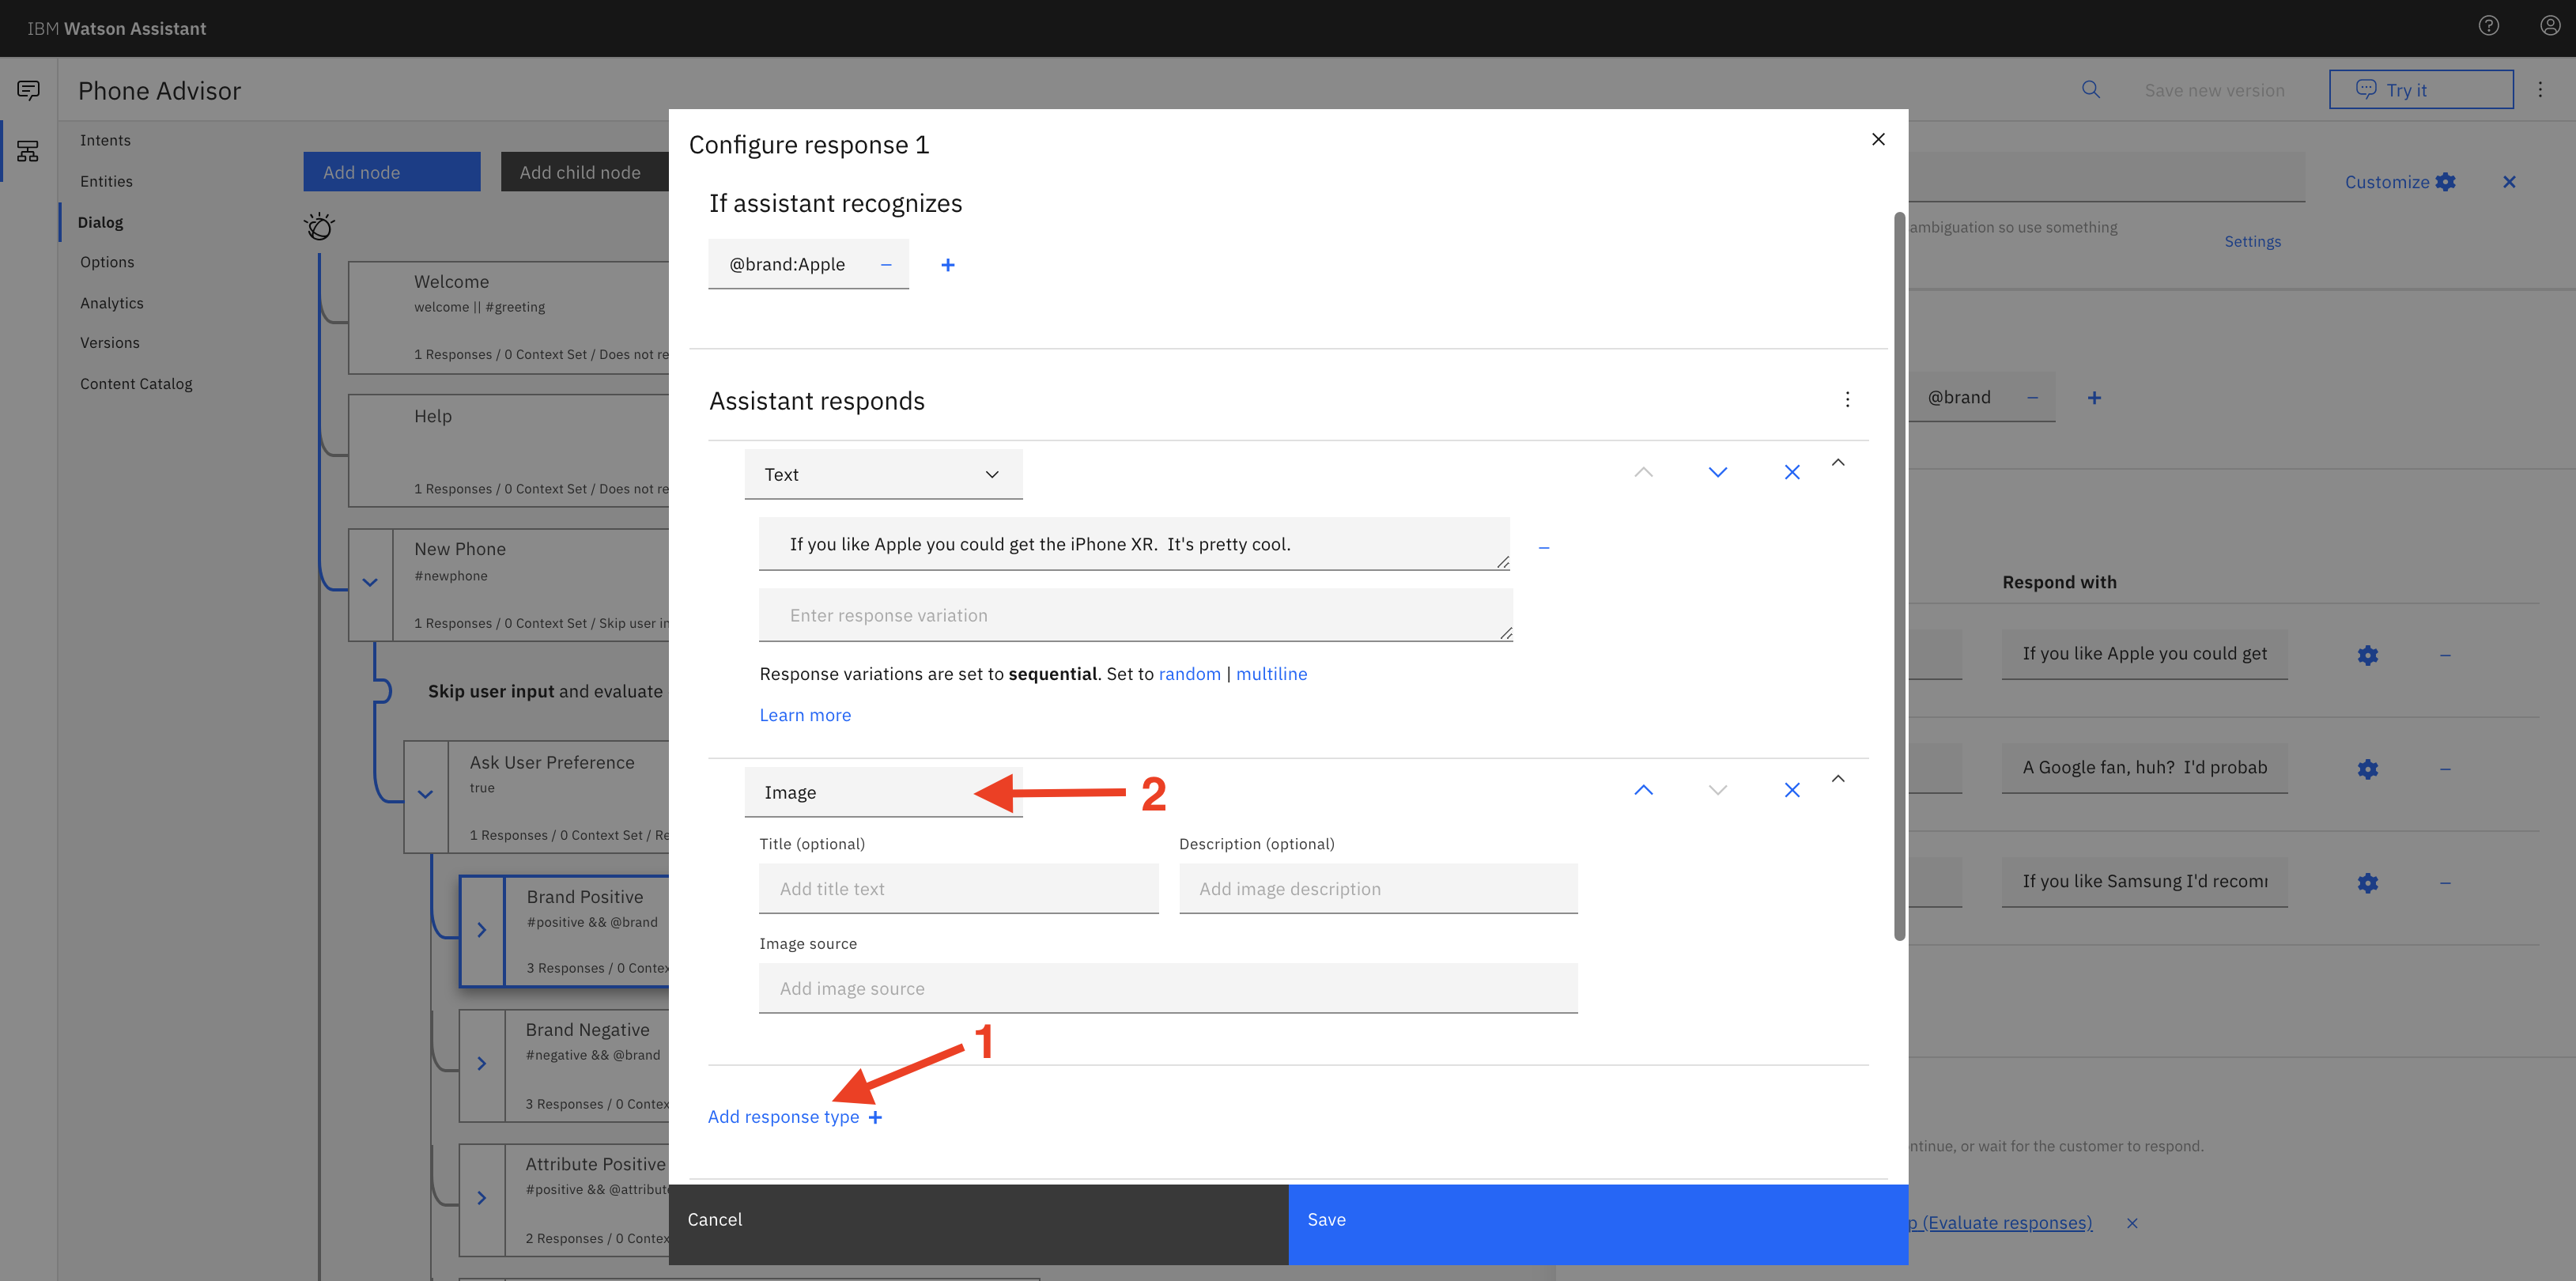 IBM Watson Assistant
Phone Advisor
Save new version
Try it
Intents
Entities
Dialog
Options
Analytics
Versions
Content Catalog
Add node
Add child node
Welcome
welcome || #greeting
1 Responses / 0 Context Set / Does not re
Help
1 Responses / 0 Context Set / Does not re
New Phone
#newphone
1 Responses / 0 Context Set / Skip user in
Skip user input and evaluate
Ask User Preference
true
1 Responses / 0 Context Set / Re
Brand Positive
#positive && @brand
3 Responses / 0 Contex
Brand Negative
#negative && @brand
3 Responses / 0 Contex
Attribute Positive
#positive && @attribut
2 Responses / 0 Contex
Configure response 1
If assistant recognizes
@brand:Apple
Assistant responds
Text
If you like Apple you could get the iPhone XR.  It's pretty cool.
Enter response variation
Response variations are set to sequential. Set to random | multiline
Learn more
Image
2
Title (optional)
Description (optional)
Add title text
Add image description
Image source
Add image source
1
Add response type +
Cancel
Save
Customize
ambiguation so use something
Settings
@brand
Respond with
If you like Apple you could get
A Google fan, huh?  I'd probab
If you like Samsung I'd recom
ntinue, or wait for the customer to respond.
p (Evaluate responses)